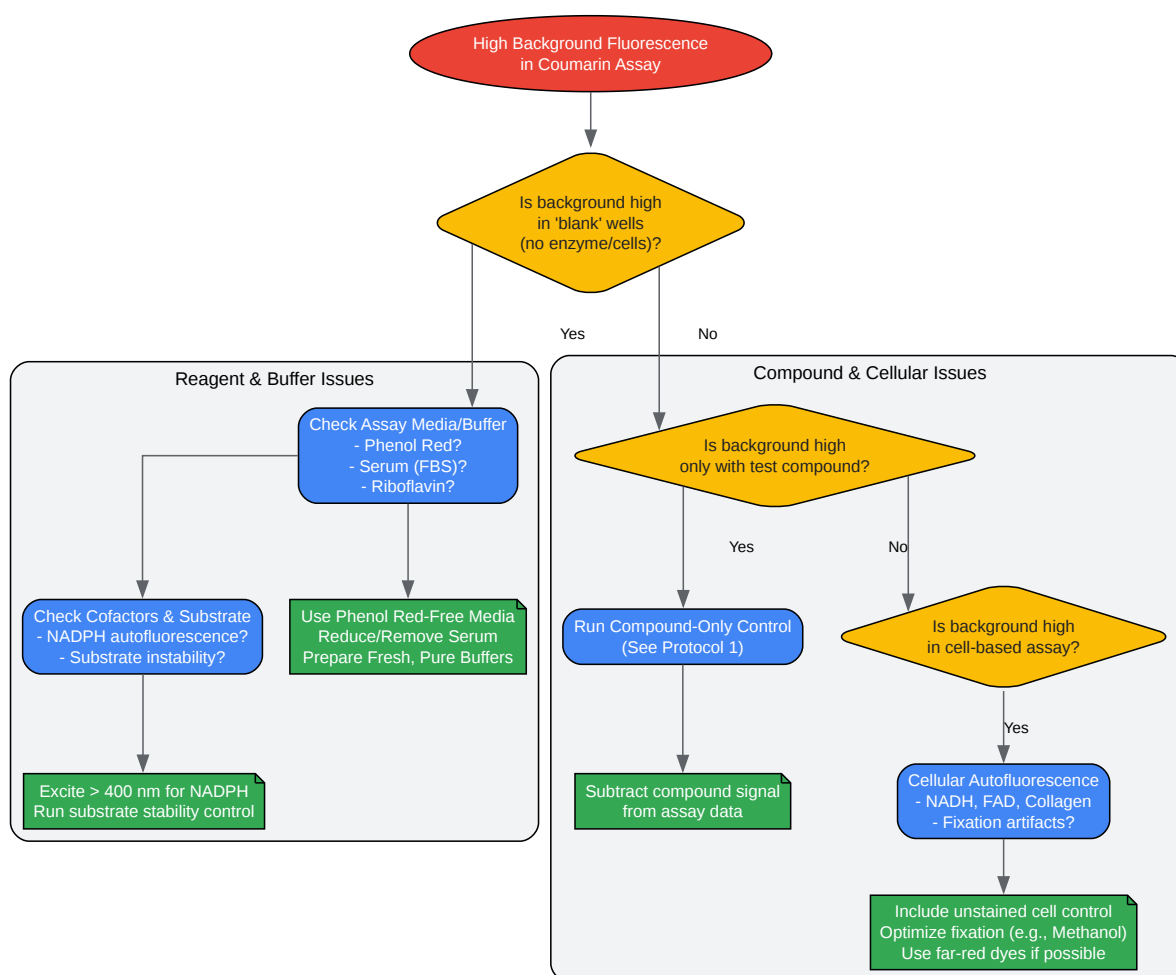 High Background Fluorescence
in Coumarin Assay
Is background high
in 'blank' wells
(no enzyme/cells)?
Yes
No
Reagent & Buffer Issues
Check Assay Media/Buffer
- Phenol Red?
- Serum (FBS)?
- Riboflavin?
Check Cofactors & Substrate
- NADPH autofluorescence?
- Substrate instability?
Use Phenol Red-Free Media
Reduce/Remove Serum
Prepare Fresh, Pure Buffers
Excite > 400 nm for NADPH
Run substrate stability control
Compound & Cellular Issues
Is background high
only with test compound?
Yes
No
Run Compound-Only Control
(See Protocol 1)
Is background high
in cell-based assay?
Yes
Subtract compound signal
from assay data
Cellular Autofluorescence
- NADH, FAD, Collagen
- Fixation artifacts?
Include unstained cell control
Optimize fixation (e.g., Methanol)
Use far-red dyes if possible